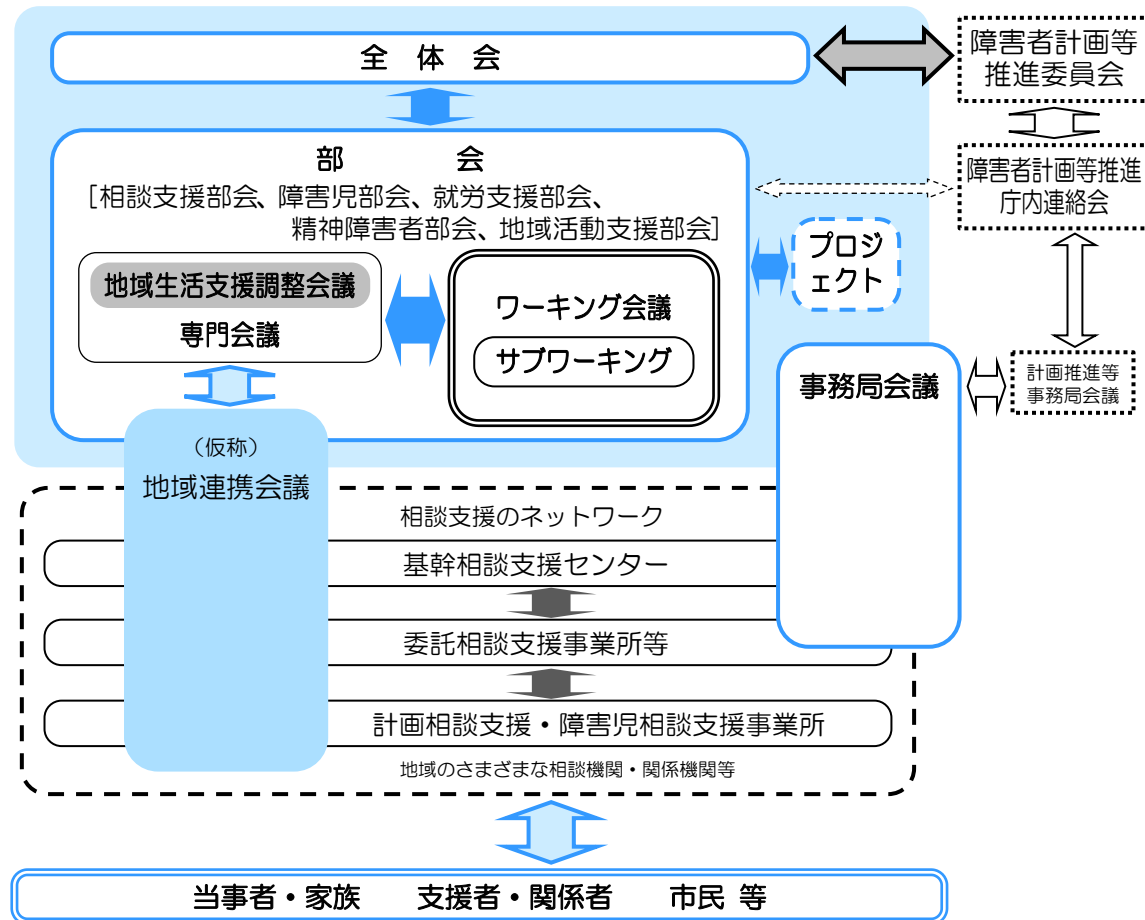 全 体 会
障害者計画等
推進委員会
部 会
[相談支援部会、障害児部会、就労支援部会、
精神障害者部会、地域活動支援部会]
障害者計画等推進
庁内連絡会
プロジ
ェクト
地域生活支援調整会議
専門会議
ワーキング会議
サブワーキング
事務局会議
計画推進等
事務局会議
（仮称）
地域連携会議
相談支援のネットワーク
基幹相談支援センター
委託相談支援事業所等
計画相談支援・障害児相談支援事業所
地域のさまざまな相談機関・関係機関等
当事者・家族 支援者・関係者 市民 等